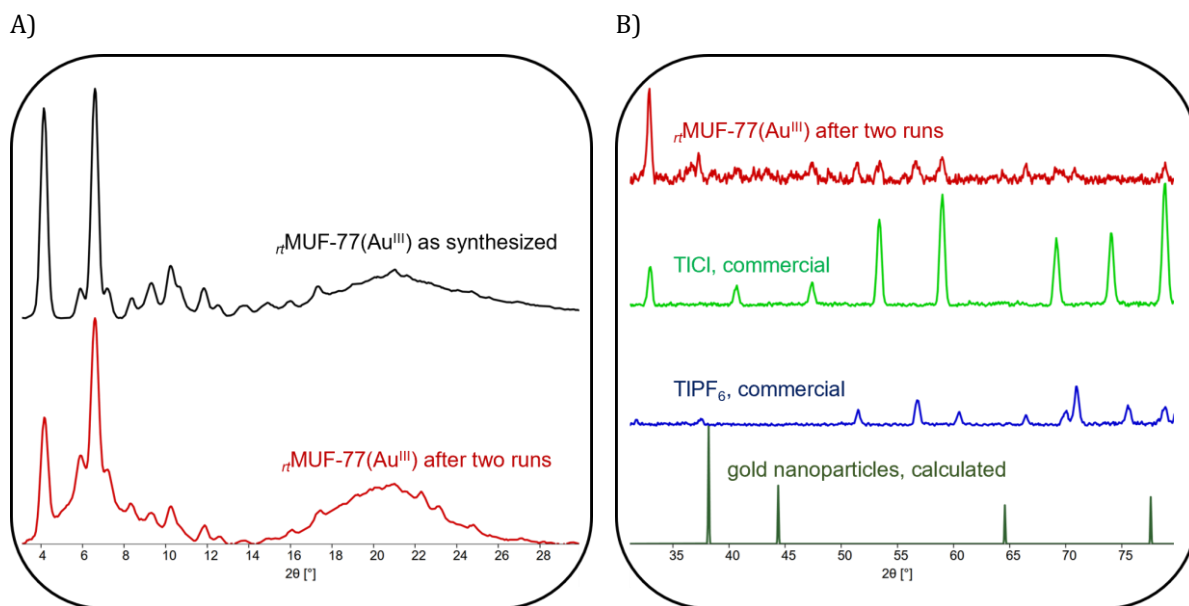 A)
B)
rtMUF-77(Auᴵᴵᴵ) as synthesized
rtMUF-77(Auᴵᴵᴵ) after two runs
4 6 8 10 12 14 16 18 20 22 24 26 28
2θ [°]
rtMUF-77(Auᴵᴵᴵ) after two runs
TlCl, commercial
TlPF₆, commercial
gold nanoparticles, calculated
35 40 45 50 55 60 65 70 75
2θ [°]